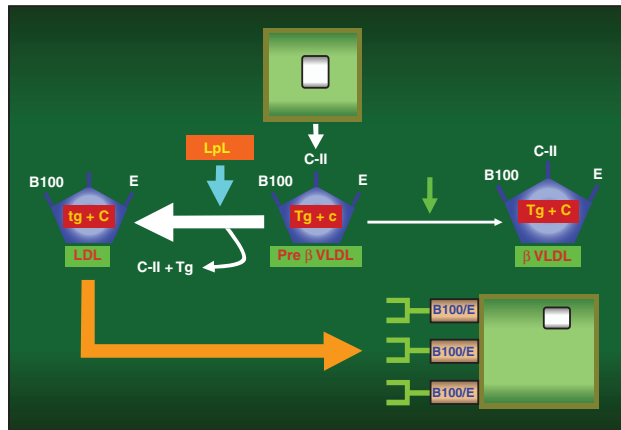 C-II
LpL
B100
E
tg + C
LDL
B100
E
Tg + c
Pre β VLDL
C-II
B100
E
Tg + C
β VLDL
C-II + Tg
B100/E
B100/E
B100/E